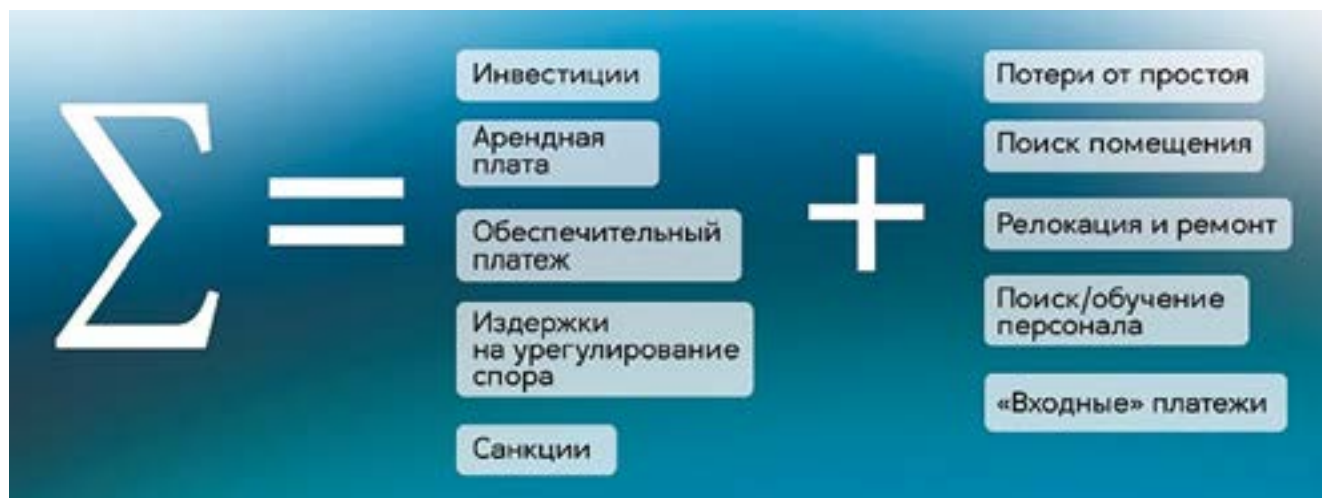 Σ =
Инвестиции
Арендная
плата
Обеспечительный
платеж
Издержки
на урегулирование
спора
Санкции
+
Потери от простоя
Поиск помещения
Релокация и ремонт
Поиск/обучение
персонала
«Входные» платежи